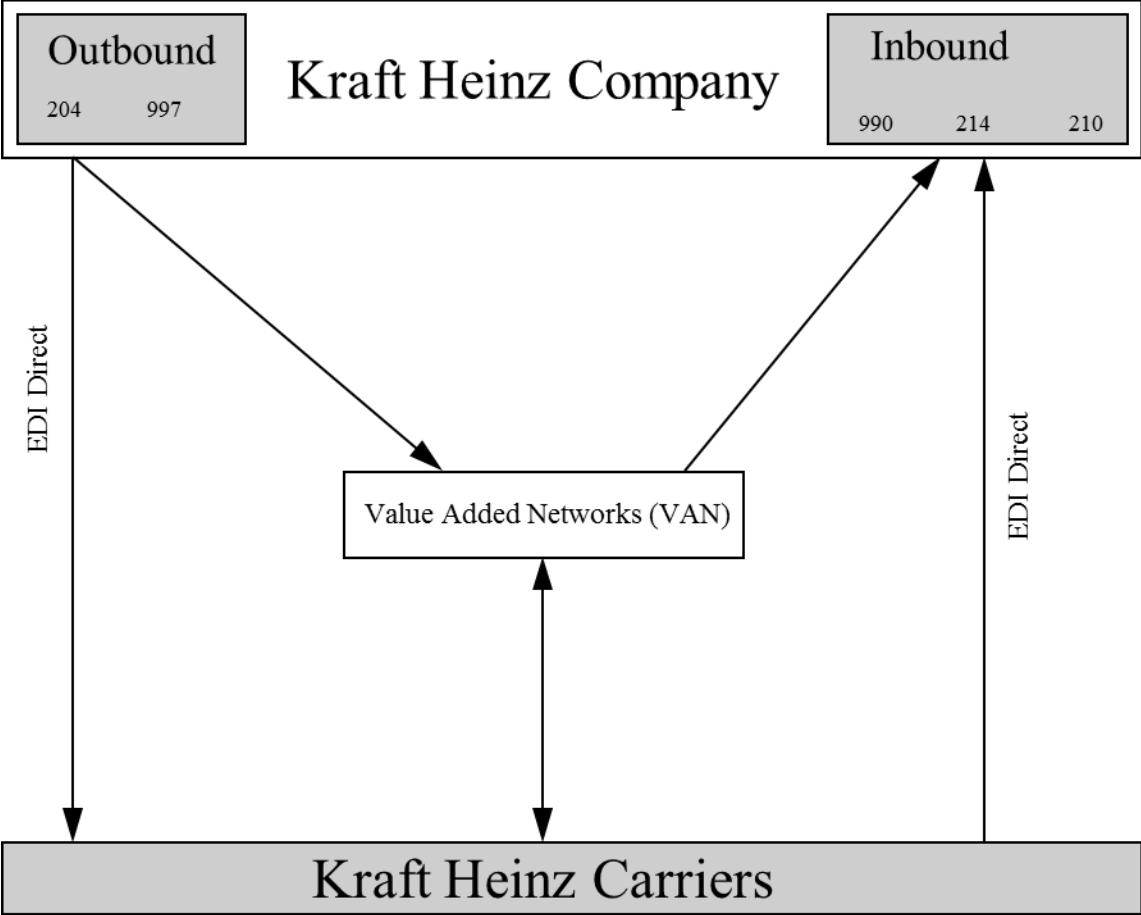 Outbound
204 997
Kraft Heinz Company
Inbound
990 214 210
EDI Direct
EDI Direct
Value Added Networks (VAN)
Kraft Heinz Carriers